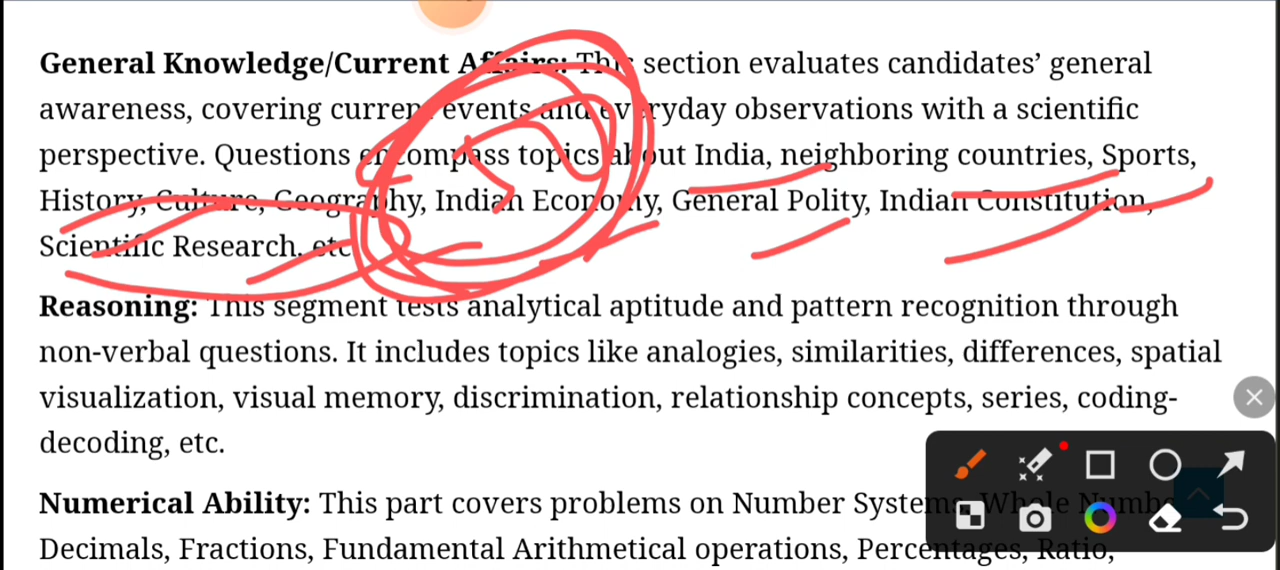 General Knowledge/Current Affairs: This section evaluates candidates’ general
awareness, covering current events and everyday observations with a scientific
perspective. Questions encompass topics about India, neighboring countries, Sports,
History, Culture, Geography, Indian Economy, General Polity, Indian Constitution,
Scientific Research, etc
Reasoning: This segment tests analytical aptitude and pattern recognition through
non-verbal questions. It includes topics like analogies, similarities, differences, spatial
visualization, visual memory, discrimination, relationship concepts, series, coding-
decoding, etc.
Numerical Ability: This part covers problems on Number Systems, Whole Numbe
Decimals, Fractions, Fundamental Arithmetical operations, Percentages, Ratio,